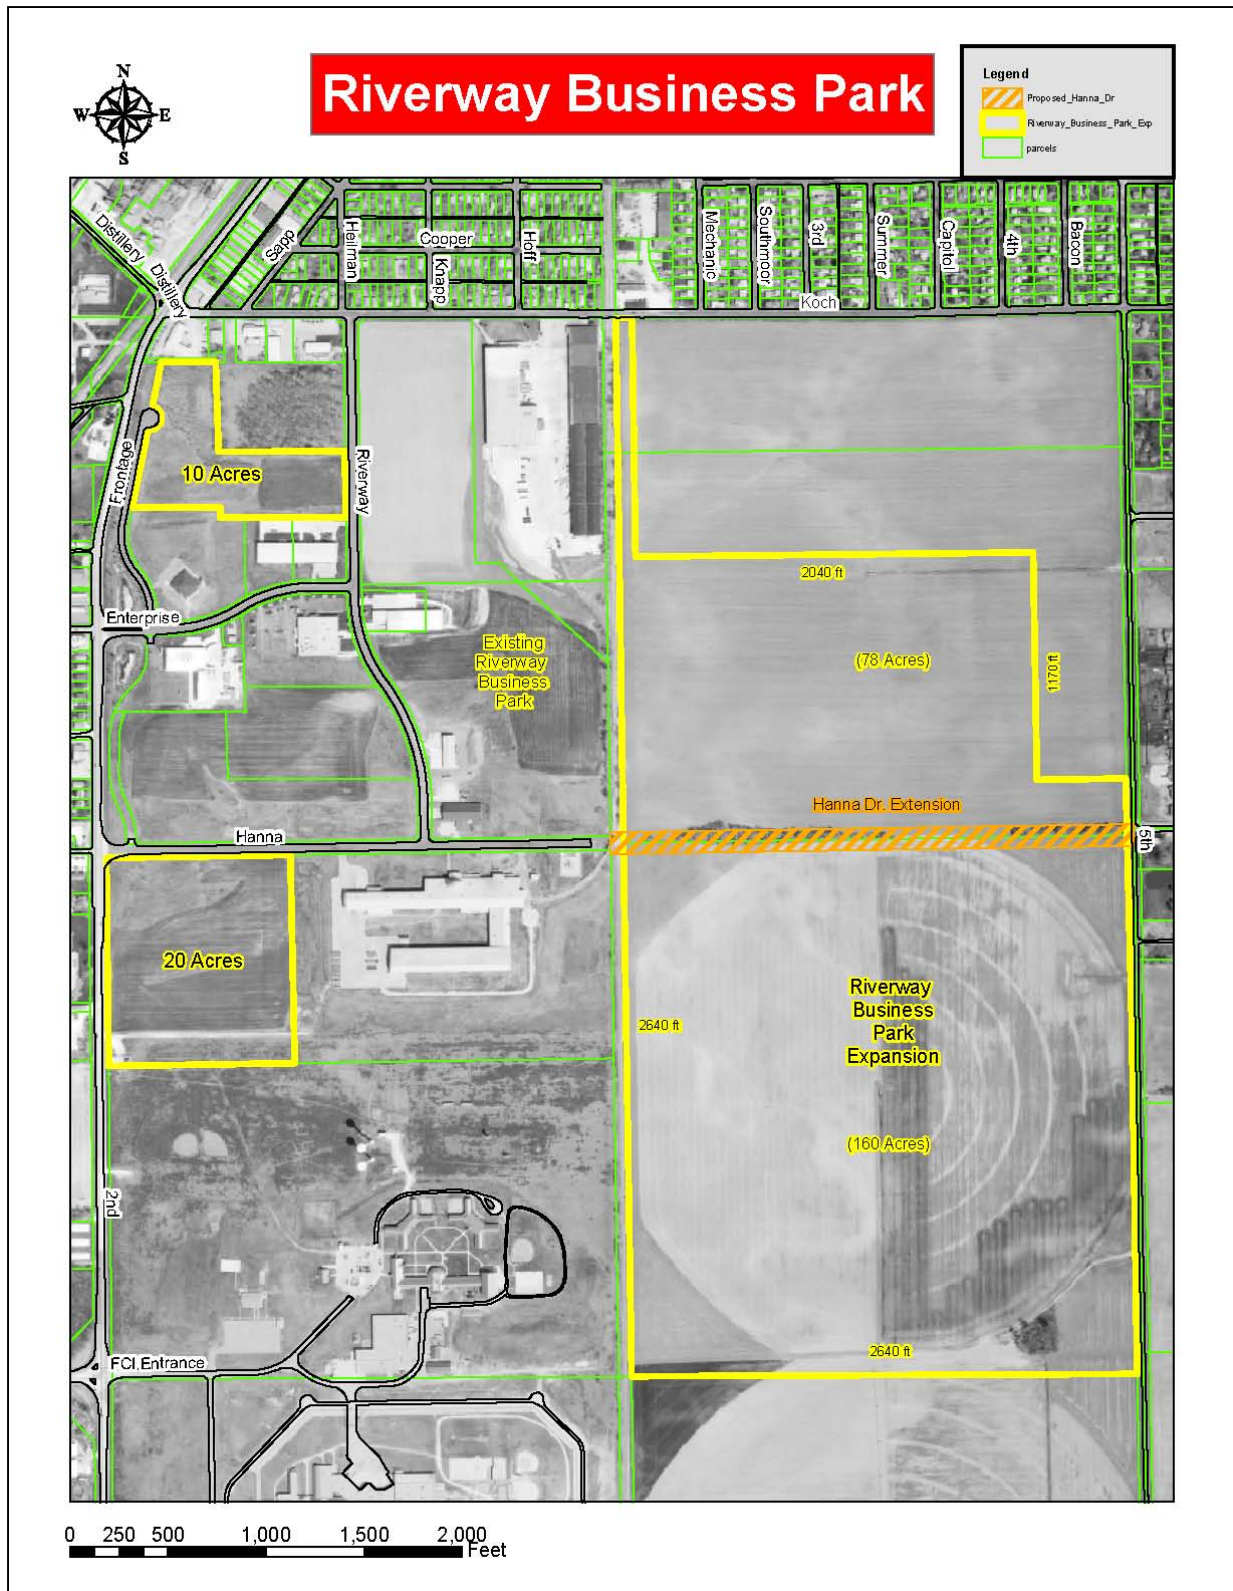 Riverway Business Park
N
W
E
S
Legend
Proposed_Hanna_Dr
Riverway_Business_Park_Exp
parcels
Distillery
Distillery
Sapp
Heilman
Cooper
Knapp
Hoff
Mechanic
Southmoor
3rd
Summer
Capitol
4th
Bacon
Koch
Frontage
10 Acres
Riverway
2040 ft
Enterprise
Existing
Riverway
Business
Park
(78 Acres)
1170 ft
Hanna Dr. Extension
Hanna
5th
20 Acres
Riverway
Business
Park
Expansion
2640 ft
(160 Acres)
2nd
FCI Entrance
2640 ft
0 250 500 1,000 1,500 2,000
Feet